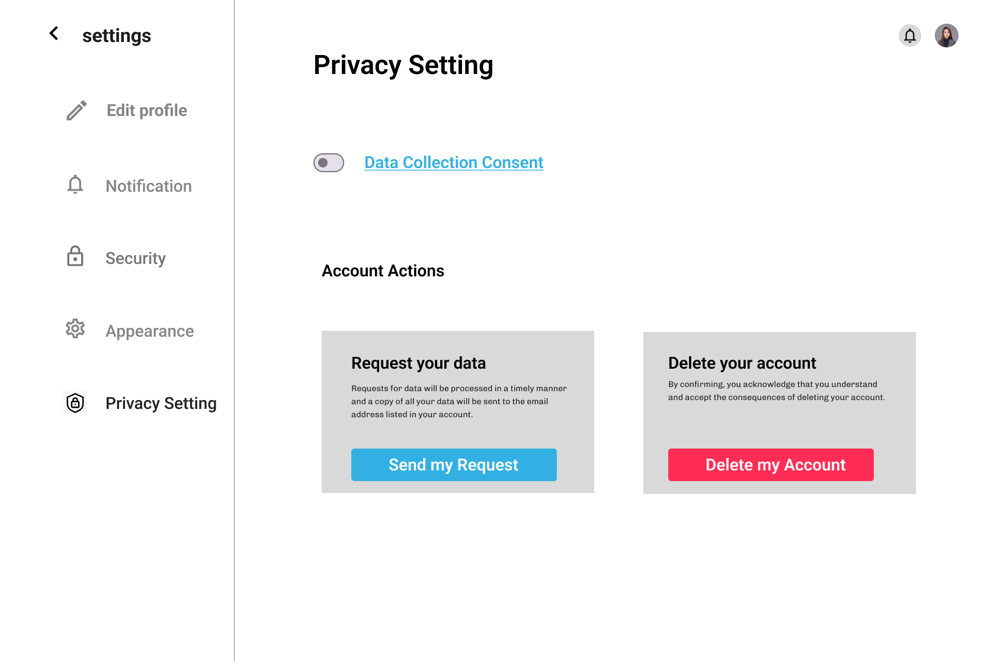 settings
Edit profile
Notification
Security
Appearance
Privacy Setting
Privacy Setting
Data Collection Consent
Account Actions
Request your data
Requests for data will be processed in a timely manner
and a copy of all your data will be sent to the email
address listed in your account.
Send my Request
Delete your account
By confirming, you acknowledge that you understand
and accept the consequences of deleting your account.
Delete my Account